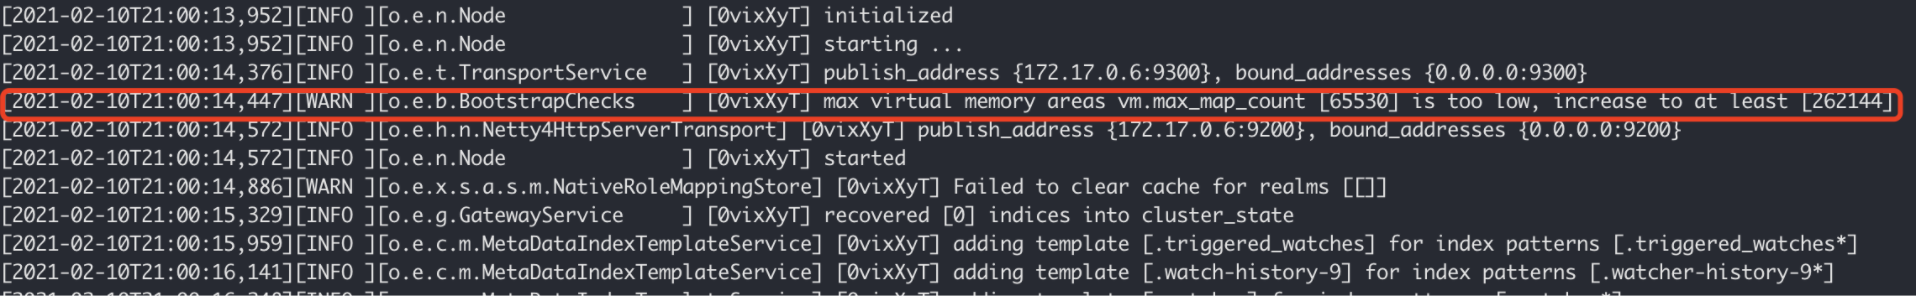 [2021-02-10T21:00:13,952][INFO ][o.e.n.Node               ] [0vixXyT] initialized
[2021-02-10T21:00:13,952][INFO ][o.e.n.Node               ] [0vixXyT] starting ...
[2021-02-10T21:00:14,376][INFO ][o.e.t.TransportService   ] [0vixXyT] publish_address {172.17.0.6:9300}, bound_addresses {0.0.0.0:9300}
[2021-02-10T21:00:14,447][WARN ][o.e.b.BootstrapChecks    ] [0vixXyT] max virtual memory areas vm.max_map_count [65530] is too low, increase to at least [262144]
[2021-02-10T21:00:14,572][INFO ][o.e.h.n.Netty4HttpServerTransport] [0vixXyT] publish_address {172.17.0.6:9200}, bound_addresses {0.0.0.0:9200}
[2021-02-10T21:00:14,572][INFO ][o.e.n.Node               ] [0vixXyT] started
[2021-02-10T21:00:14,886][WARN ][o.e.x.s.a.s.m.NativeRoleMappingStore] [0vixXyT] Failed to clear cache for realms [[]]
[2021-02-10T21:00:15,329][INFO ][o.e.g.GatewayService     ] [0vixXyT] recovered [0] indices into cluster_state
[2021-02-10T21:00:15,959][INFO ][o.e.c.m.MetaDataIndexTemplateService] [0vixXyT] adding template [.triggered_watches] for index patterns [.triggered_watches*]
[2021-02-10T21:00:16,141][INFO ][o.e.c.m.MetaDataIndexTemplateService] [0vixXyT] adding template [.watch-history-9] for index patterns [.watcher-history-9*]